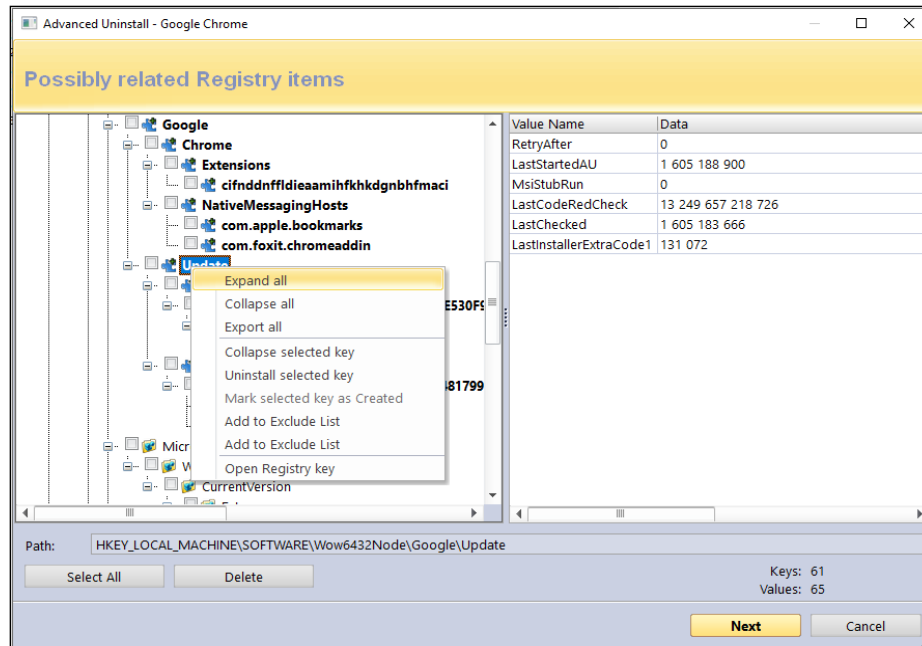 Advanced Uninstall - Google Chrome
Possibly related Registry items
Google
Chrome
Extensions
cifnddnffldieaamihfkhkdgnbhfmaci
NativeMessagingHosts
com.apple.bookmarks
com.foxit.chromeaddin
Update
Expand all
Collapse all
Export all
Collapse selected key
Uninstall selected key
Mark selected key as Created
Add to Exclude List
Add to Exclude List
Open Registry key
E530F9
481799
Micr
W
CurrentVersion
Value Name Data
RetryAfter 0
LastStartedAU 1 605 188 900
MsiStubRun 0
LastCodeRedCheck 13 249 657 218 726
LastChecked 1 605 183 666
LastInstallerExtraCode1 131 072
Path: HKEY_LOCAL_MACHINE\SOFTWARE\Wow6432Node\Google\Update
Select All Delete
Keys: 61
Values: 65
Next Cancel